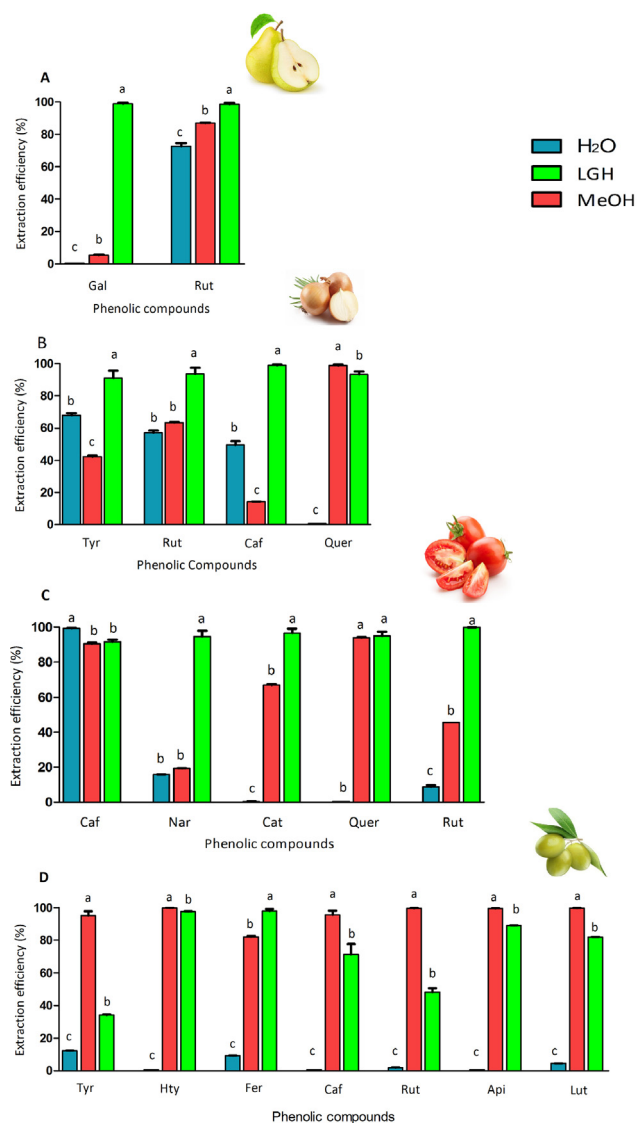 A
Extraction efficiency (%)
100
80
60
40
20
0
c b a
c b a
Gal Rut
Phenolic compounds
H₂O
LGH
MeOH
B
Extraction efficiency (%)
100
80
60
40
20
0
b c a
b b a
b c a
c a b
Tyr Rut Caf Quer
Phenolic Compounds
C
Extraction efficiency (%)
100
80
60
40
20
0
a b b
b b a
c b a
b a a
c b a
Caf Nar Cat Quer Rut
Phenolic compounds
D
Extraction efficiency (%)
100
80
60
40
20
0
c a b
c a b
c b a
c a b
c a b
c a b
c a b
Tyr Hty Fer Caf Rut Api Lut
Phenolic compounds